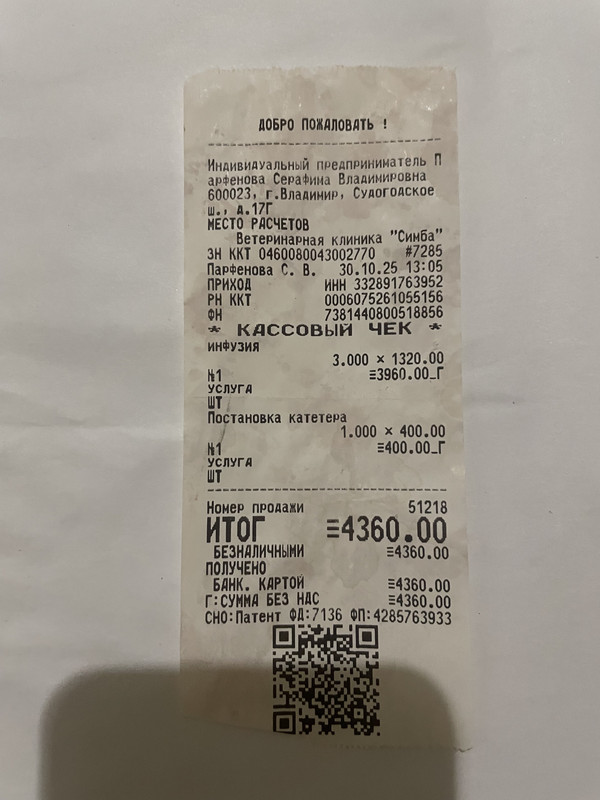 ДОБРО ПОЖАЛОВАТЬ !
Индивидуальный предприниматель П
арфенова Серафима Владимировна
600023, г.Владимир, Судогодское
ш., д.17Г
МЕСТО РАСЧЕТОВ
Ветеринарная клиника "Симба"
ЗН ККТ 0460080043002770 #7285
Парфенова С. В. 30.10.25 13:05
ПРИХОД ИНН 332891763952
РН ККТ 0006075261055156
ФН 7381440800518856
* КАССОВЫЙ ЧЕК *
ИНФУЗИЯ
3.000 × 1320.00
№1 ≡3960.00_Г
УСЛУГА
ШТ
Постановка катетера
1.000 × 400.00
№1 ≡400.00_Г
УСЛУГА
ШТ
Номер продажи 51218
ИТОГ ≡4360.00
БЕЗНАЛИЧНЫМИ ≡4360.00
ПОЛУЧЕНО
БАНК. КАРТОЙ ≡4360.00
Г:СУММА БЕЗ НДС ≡4360.00
СНО:Патент ФД:7136 ФП:4285763933